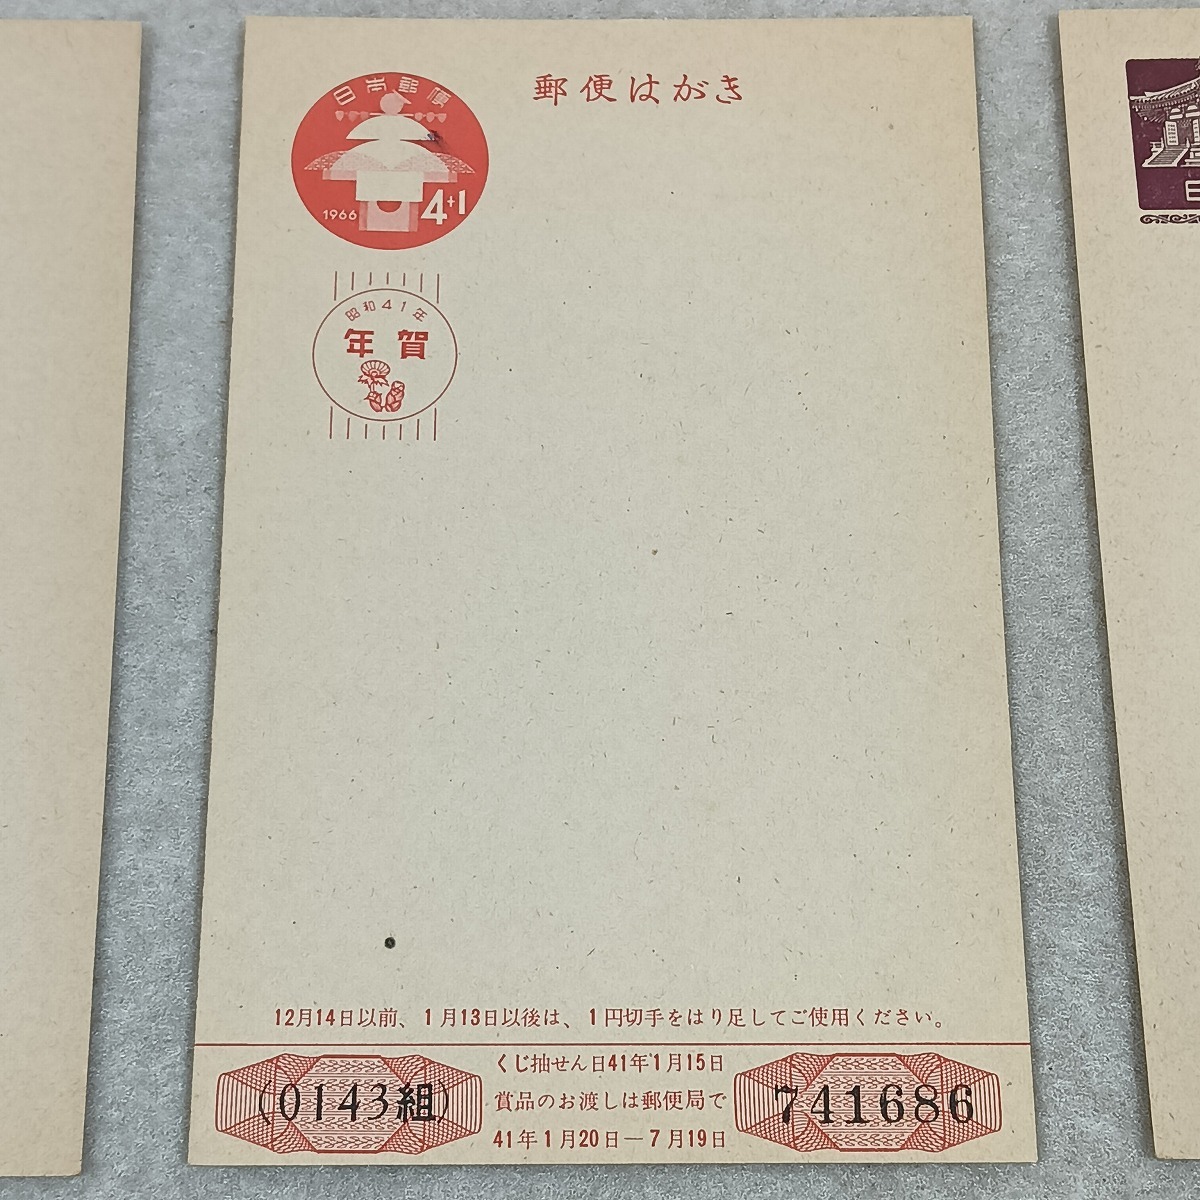 郵便はがき
日本郵便
1966
4+1
昭和41年
年賀
12月14日以前、1月13日以後は、1円切手をはり足してご使用ください。
(0143組)
くじ抽せん日41年1月15日
賞品のお渡しは郵便局で
41年1月20日―7月19日
741686
日